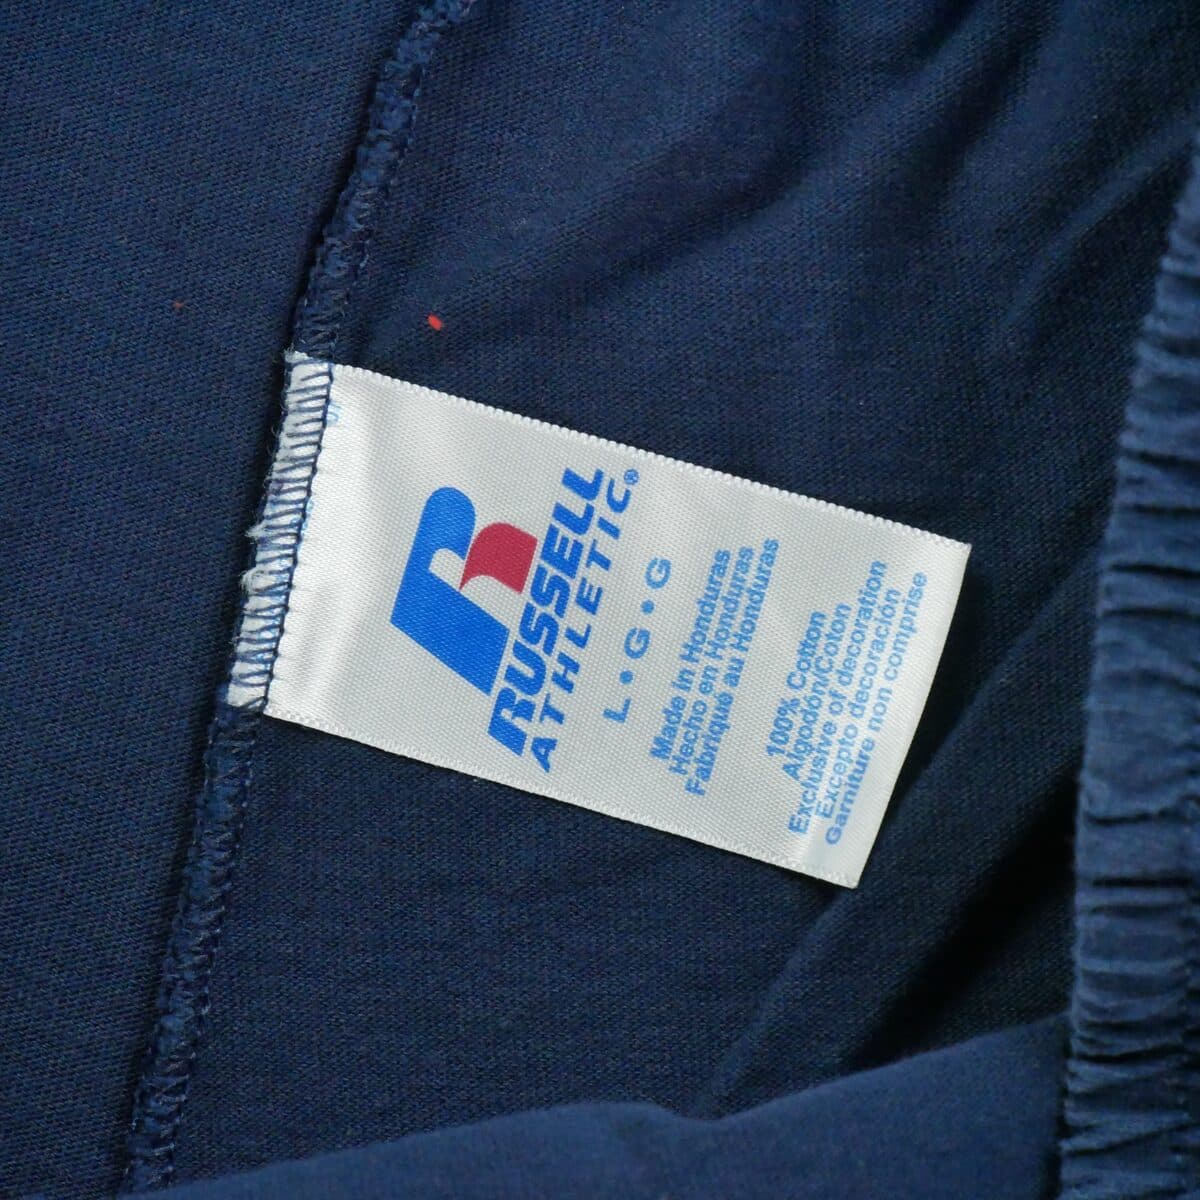 RUSSELL
ATHLETIC®
L•G•G
Made in Honduras
Hecho en Honduras
Fabriqué au Honduras
100% Cotton
Algodón/Coton
Exclusive of decoration
Excepto decoración
Garniture non comprise